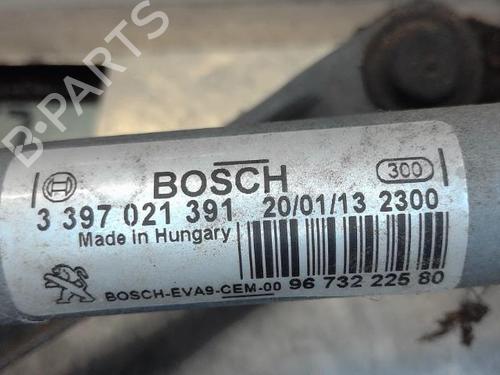 BOSCH
300
3 397 021 391 20/01/13 2300
Made in Hungary
BOSCH-EVA9-CEM-00 96 732 225 80
B-PARTS